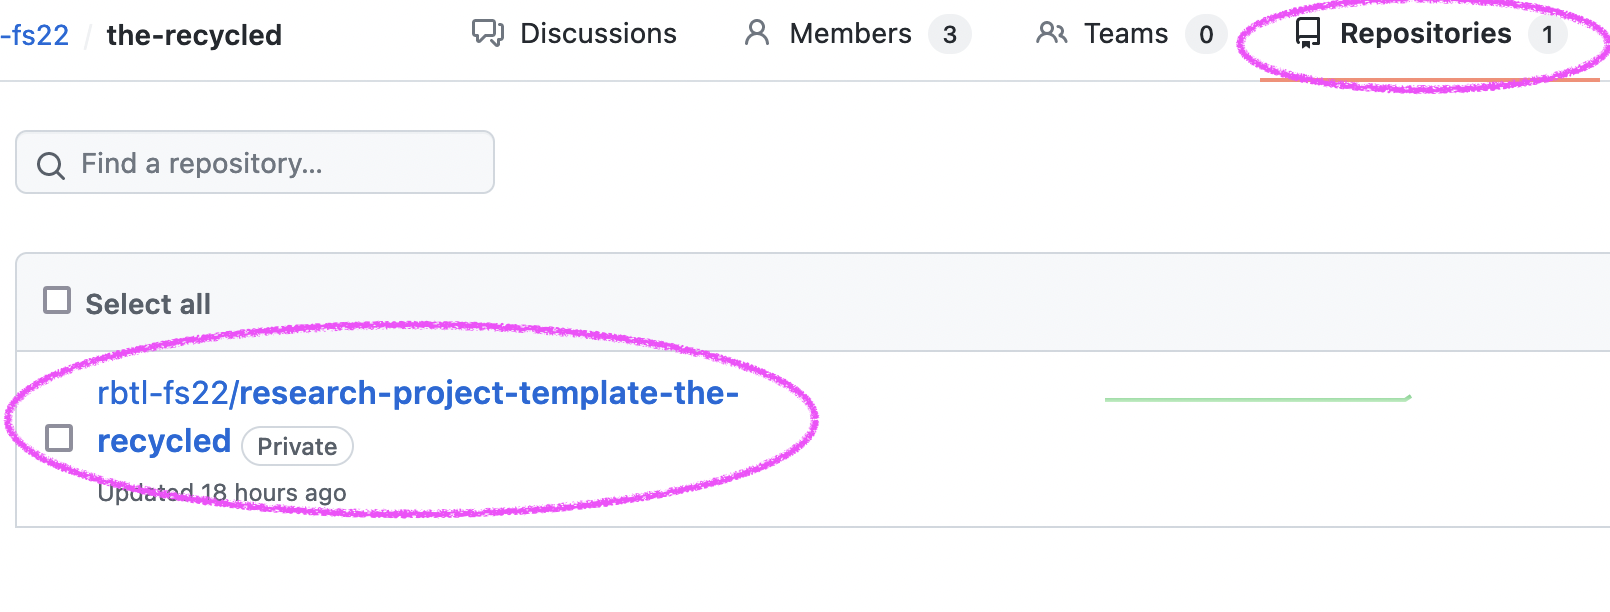 -fs22 / the-recycled Discussions Members 3 Teams 0 Repositories 1
Find a repository...
Select all
rbtl-fs22/research-project-template-the-
recycled Private
Updated 18 hours ago